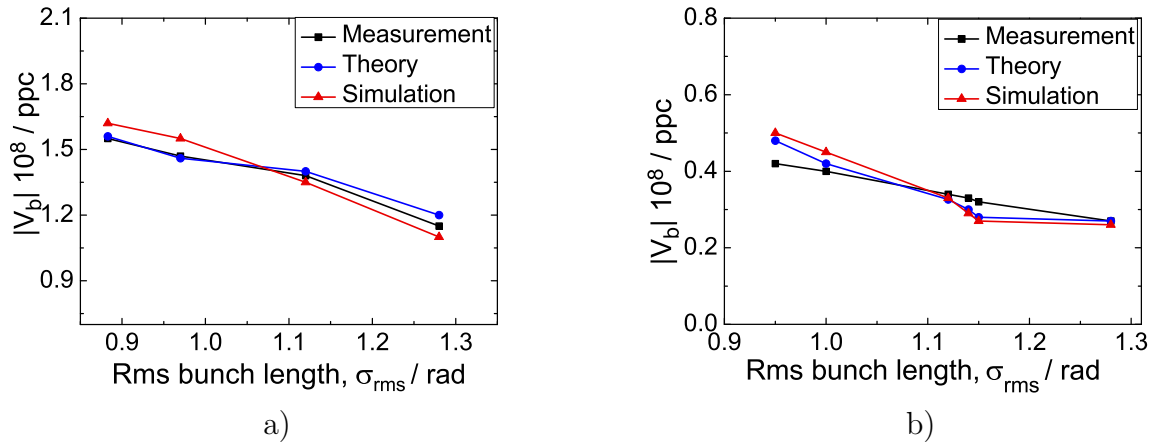 2.1
1.8
1.5
1.2
0.9
|V_b| 10^8 / ppc
Measurement
Theory
Simulation
0.9 1.0 1.1 1.2 1.3
Rms bunch length, σ_rms / rad
a)
0.8
0.6
0.4
0.2
0.0
|V_b| 10^8 / ppc
Measurement
Theory
Simulation
0.9 1.0 1.1 1.2 1.3
Rms bunch length, σ_rms / rad
b)